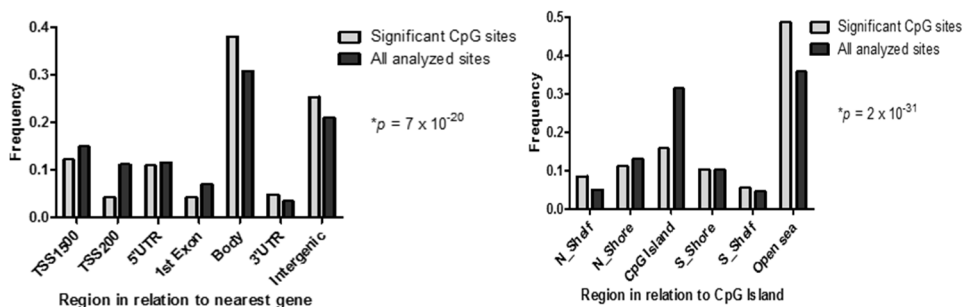 0.4
0.3
0.2
0.1
0.0
Frequency
TSS1500
TSS200
5'UTR
1st Exon
Body
3'UTR
Intergenic
Region in relation to nearest gene
Significant CpG sites
All analyzed sites
*p = 7 x 10-20
0.5
0.4
0.3
0.2
0.1
0.0
Frequency
N_Shelf
N_Shore
CpG Island
S_Shore
S_Shelf
Open sea
Region in relation to CpG Island
Significant CpG sites
All analyzed sites
*p = 2 x 10-31